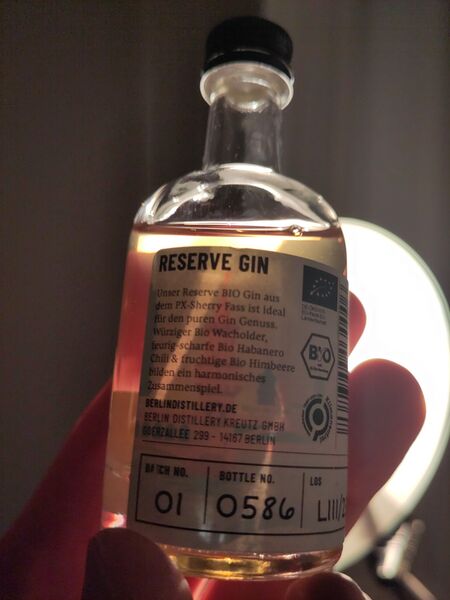 RESERVE GIN
Unser Reserve BIO Gin aus
dem PX-Sherry Fass ist ideal
für den puren Gin Genuss.
Würziger Bio Wacholder,
feurig-scharfe Bio Habanero
Chili & fruchtige Bio Himbeere
bilden ein harmonisches
Zusammenspiel.
BERLINDISTILLERY.DE
BERLIN DISTILLERY KREUTZ GMBH
GOERZALLEE 299 - 14167 BERLIN
BIO
BATCH NO.
01
BOTTLE NO.
0586
LOS
LIII/2